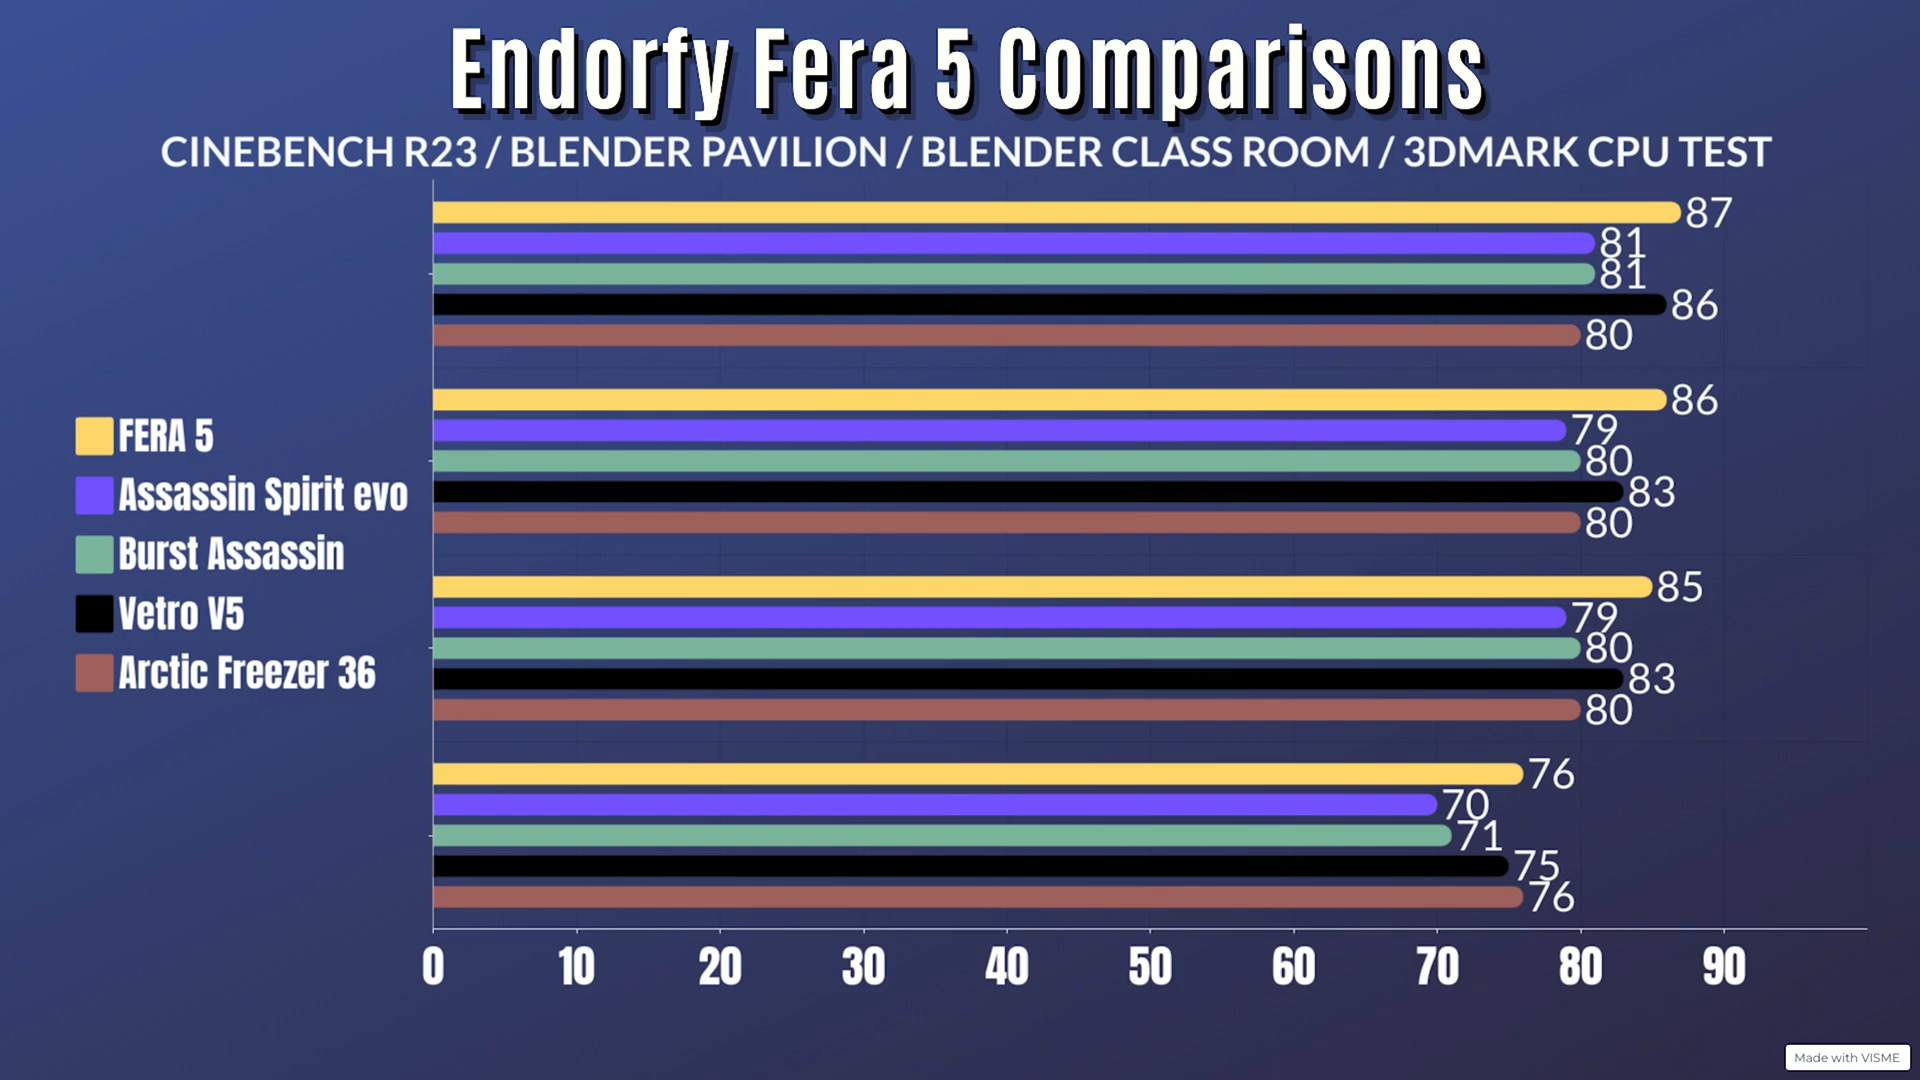 Endorfy Fera 5 Comparisons
CINEBENCH R23 / BLENDER PAVILION / BLENDER CLASS ROOM / 3DMARK CPU TEST
87
81
81
86
80
86
79
80
83
80
85
79
80
83
80
76
70
71
75
76
FERA 5
Assassin Spirit evo
Burst Assassin
Vetro V5
Arctic Freezer 36
0 10 20 30 40 50 60 70 80 90
Made with VISME